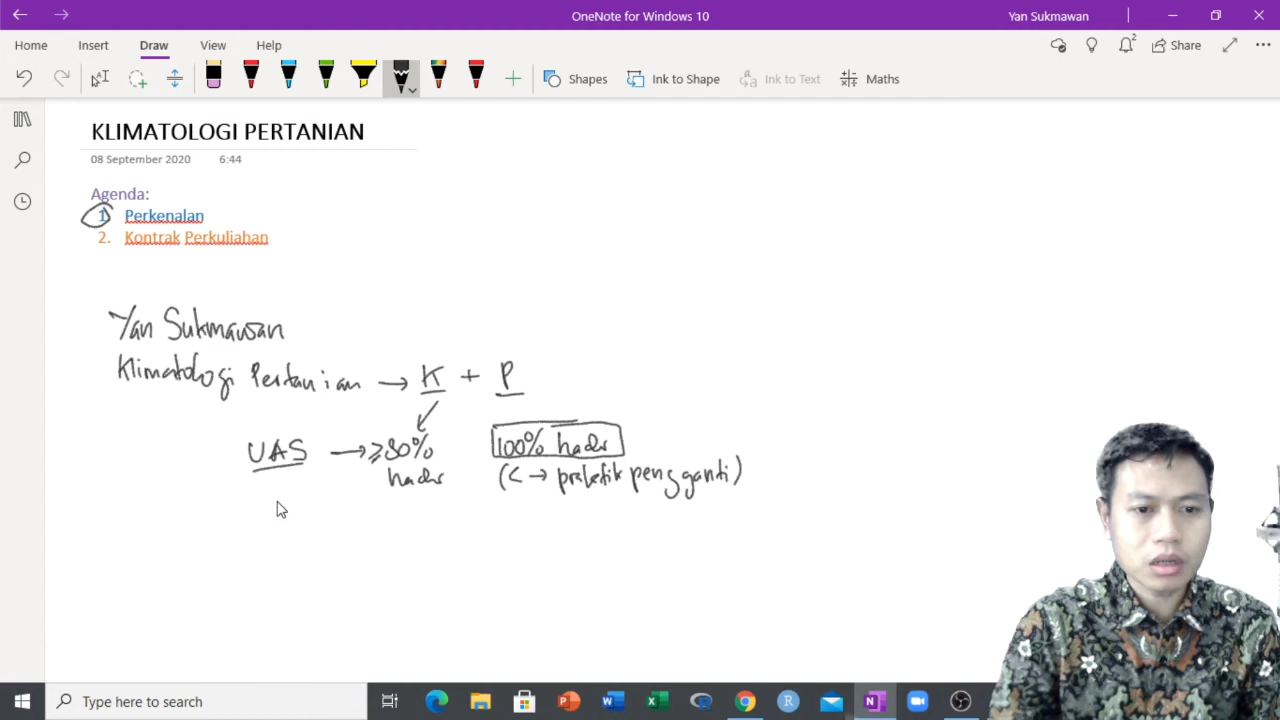 OneNote for Windows 10
Yan Sukmawan
Home Insert Draw View Help
Share
Shapes Ink to Shape Ink to Text Maths
KLIMATOLOGI PERTANIAN
08 September 2020 6:44
Agenda:
1. Perkenalan
2. Kontrak Perkuliahan
Yan Sukmawan
Klimatologi Pertanian → K + P
UAS → ≥80% 100% hadir
hadir (< → praktik pengganti)
Type here to search